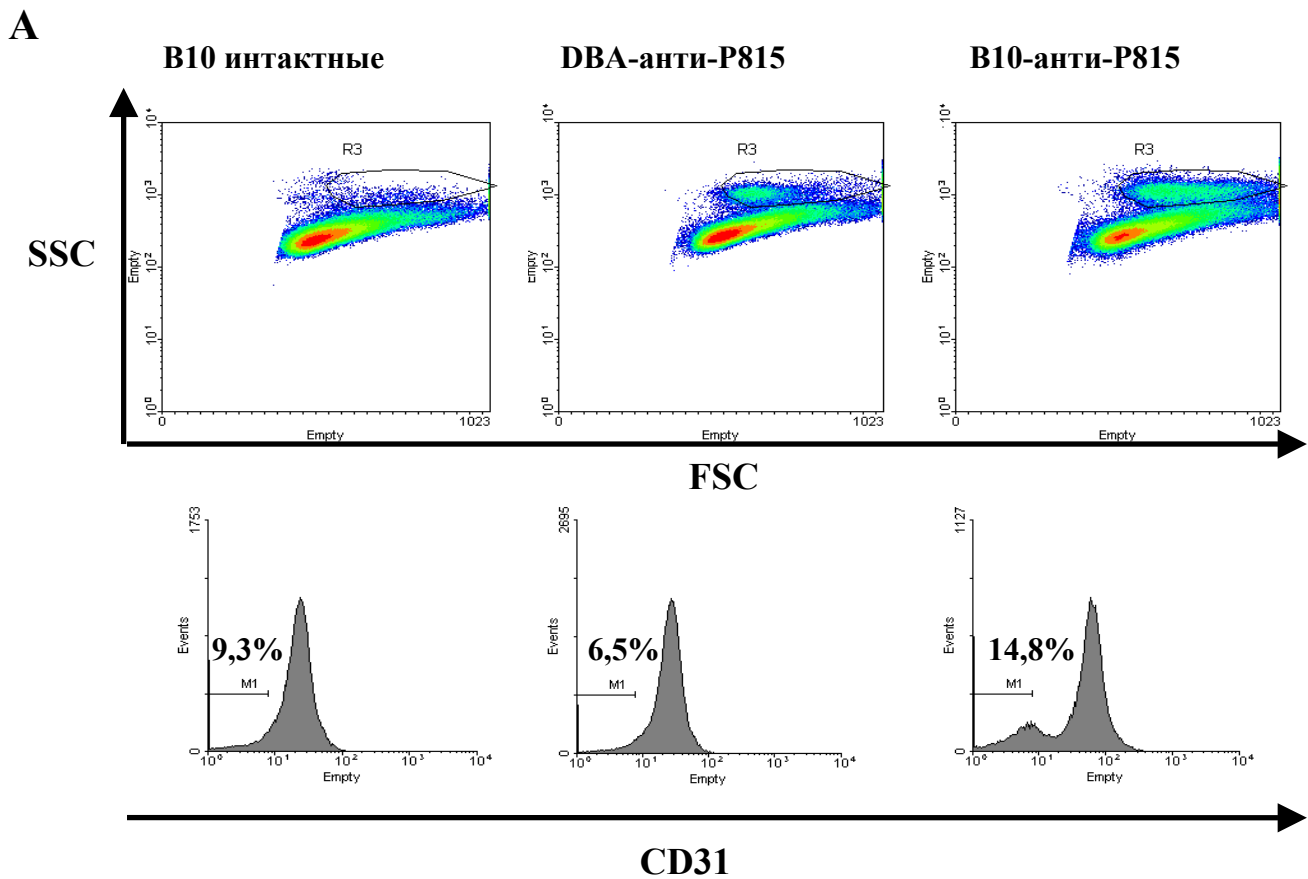 A
B10 интактные
DBA-анти-P815
B10-анти-P815
SSC
10⁴
10³
10²
10¹
10⁰
Empty
R3
0
1023
Empty
10⁴
10³
10²
10¹
10⁰
Empty
R3
0
1023
Empty
10⁴
10³
10²
10¹
10⁰
Empty
R3
0
1023
Empty
FSC
1753
Events
0
9,3%
M1
10⁰ 10¹ 10² 10³ 10⁴
Empty
2695
Events
0
6,5%
M1
10⁰ 10¹ 10² 10³ 10⁴
Empty
1127
Events
0
14,8%
M1
10⁰ 10¹ 10² 10³ 10⁴
Empty
CD31